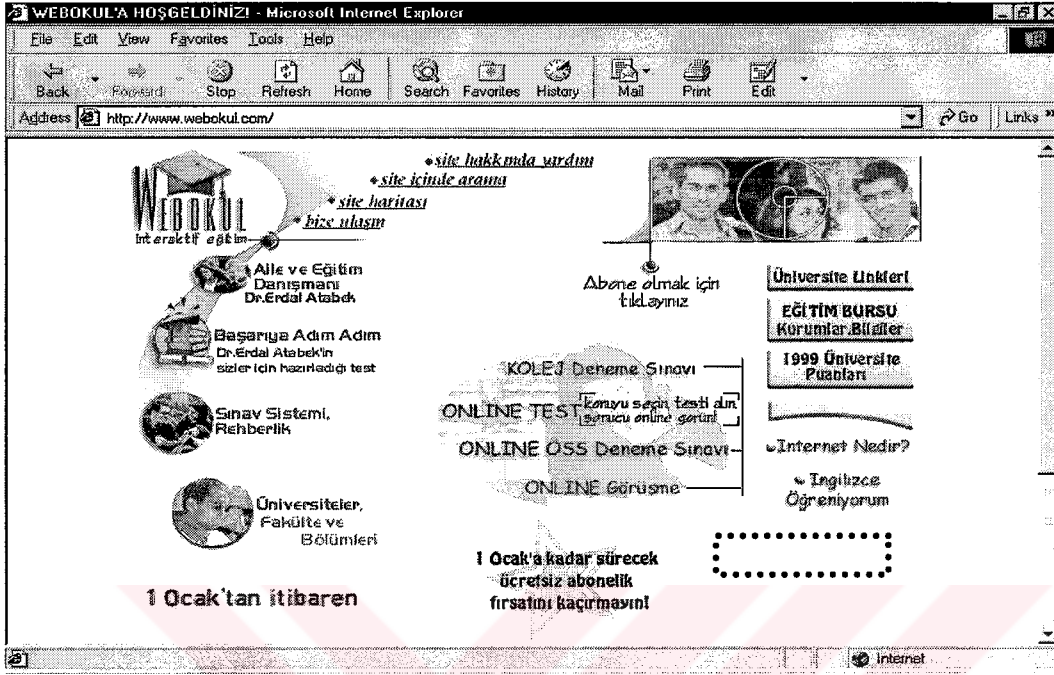 WEBOKUL'A HOŞGELDİNİZ! - Microsoft Internet Explorer
File Edit View Favorites Tools Help
Back Forward Stop Refresh Home Search Favorites History Mail Print Edit
Address http://www.webokul.com/ Go Links »
site hakkında yardım
site içinde arama
site haritası
bize ulaşın
WEBOKUL
interaktif eğitim
Aile ve Eğitim
Danışmanı
Dr.Erdal Atabek
Başarıya Adım Adım
Dr.Erdal Atabek'in
sizler için hazırladığı test
Sınav Sistemi,
Rehberlik
Üniversiteler,
Fakülte ve
Bölümleri
1 Ocak'tan itibaren
Abone olmak için
tıklayınız
KOLEJ Deneme Sınavı
ONLINE TEST konuyu seçin testi alın
sonucu online görün!
ONLINE ÖSS Deneme Sınavı
ONLINE Görüşme
1 Ocak'a kadar sürecek
ücretsiz abonelik
fırsatını kaçırmayın!
Üniversite Linkleri
EĞİTİM BURSU
Kurumlar,Bilgiler
1999 Üniversite
Puanları
Internet Nedir?
Ingilizce
Öğreniyorum
Internet